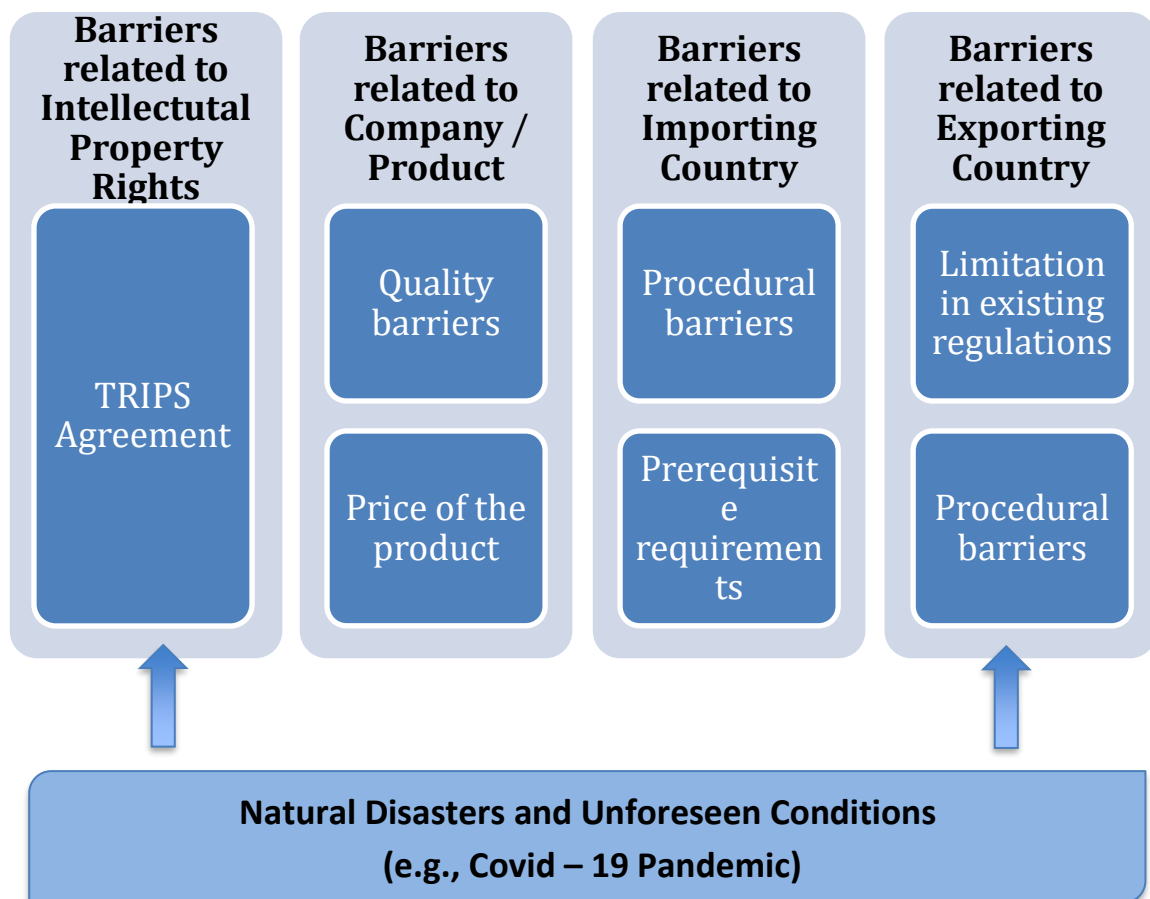 Barriers
related to
Intellectutal
Property
Rights
TRIPS
Agreement
Barriers
related to
Company /
Product
Quality
barriers
Price of the
product
Barriers
related to
Importing
Country
Procedural
barriers
Prerequisit
e
requiremen
ts
Barriers
related to
Exporting
Country
Limitation
in existing
regulations
Procedural
barriers
Natural Disasters and Unforeseen Conditions
(e.g., Covid – 19 Pandemic)